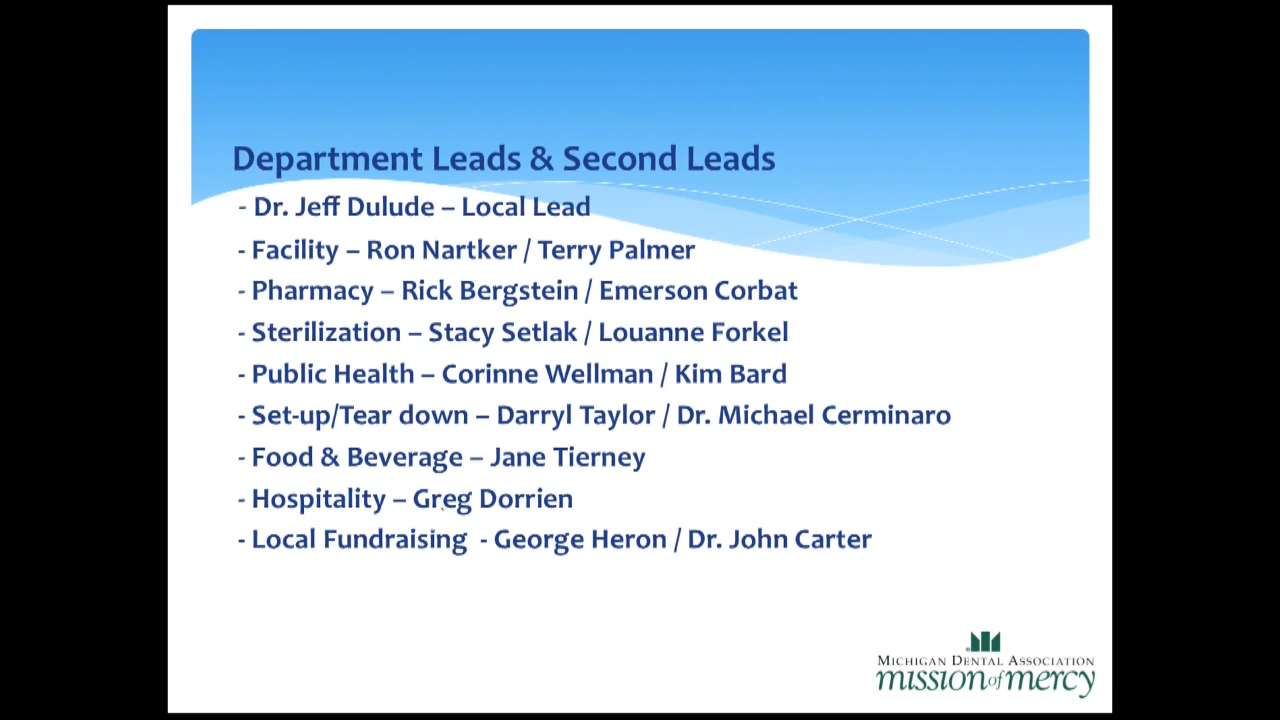 Department Leads & Second Leads
- Dr. Jeff Dulude – Local Lead
- Facility – Ron Nartker / Terry Palmer
- Pharmacy – Rick Bergstein / Emerson Corbat
- Sterilization – Stacy Setlak / Louanne Forkel
- Public Health – Corinne Wellman / Kim Bard
- Set-up/Tear down – Darryl Taylor / Dr. Michael Cerminaro
- Food & Beverage – Jane Tierney
- Hospitality – Greg Dorrien
- Local Fundraising - George Heron / Dr. John Carter
MICHIGAN DENTAL ASSOCIATION
mission of mercy